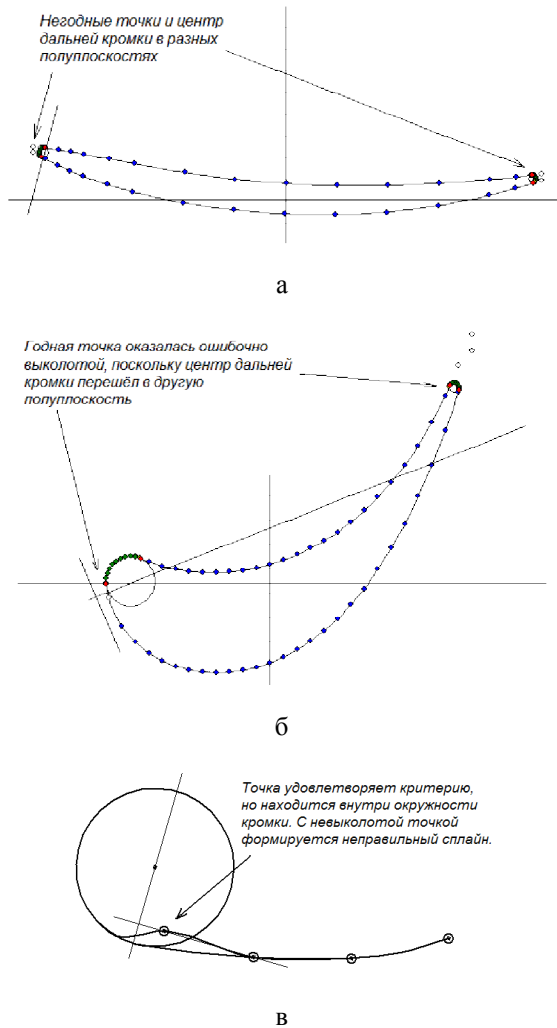 Негодные точки и центр
дальней кромки в разных
полуплоскостях
а
Годная точка оказалась ошибочно
выколотой, поскольку центр дальней
кромки перешёл в другую
полуплоскость
б
Точка удовлетворяет критерию,
но находится внутри окружности
кромки. С невыколотой точкой
формируется неправильный сплайн.
в